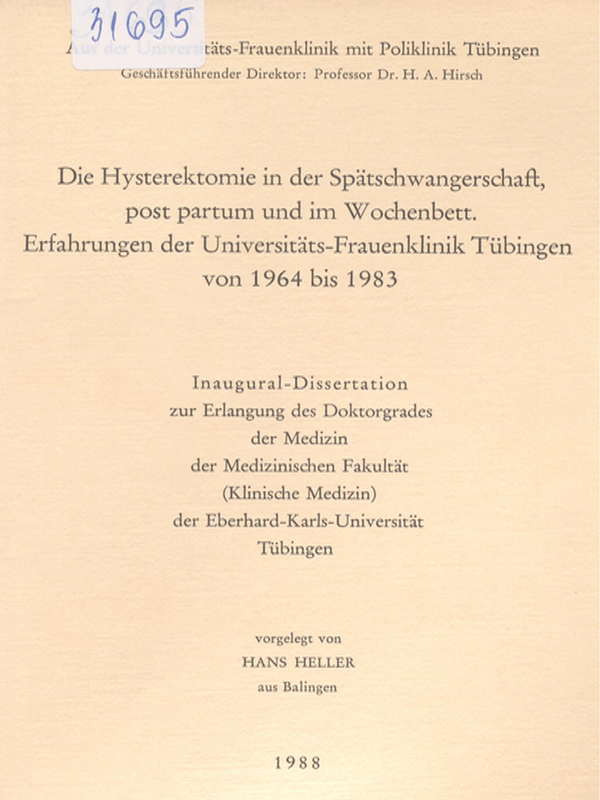 31695
Aus der Universitäts-Frauenklinik mit Poliklinik Tübingen
Geschäftsführender Direktor: Professor Dr. H. A. Hirsch
Die Hysterektomie in der Spätschwangerschaft,
post partum und im Wochenbett.
Erfahrungen der Universitäts-Frauenklinik Tübingen
von 1964 bis 1983
Inaugural-Dissertation
zur Erlangung des Doktorgrades
der Medizin
der Medizinischen Fakultät
(Klinische Medizin)
der Eberhard-Karls-Universität
Tübingen
vorgelegt von
HANS HELLER
aus Balingen
1988